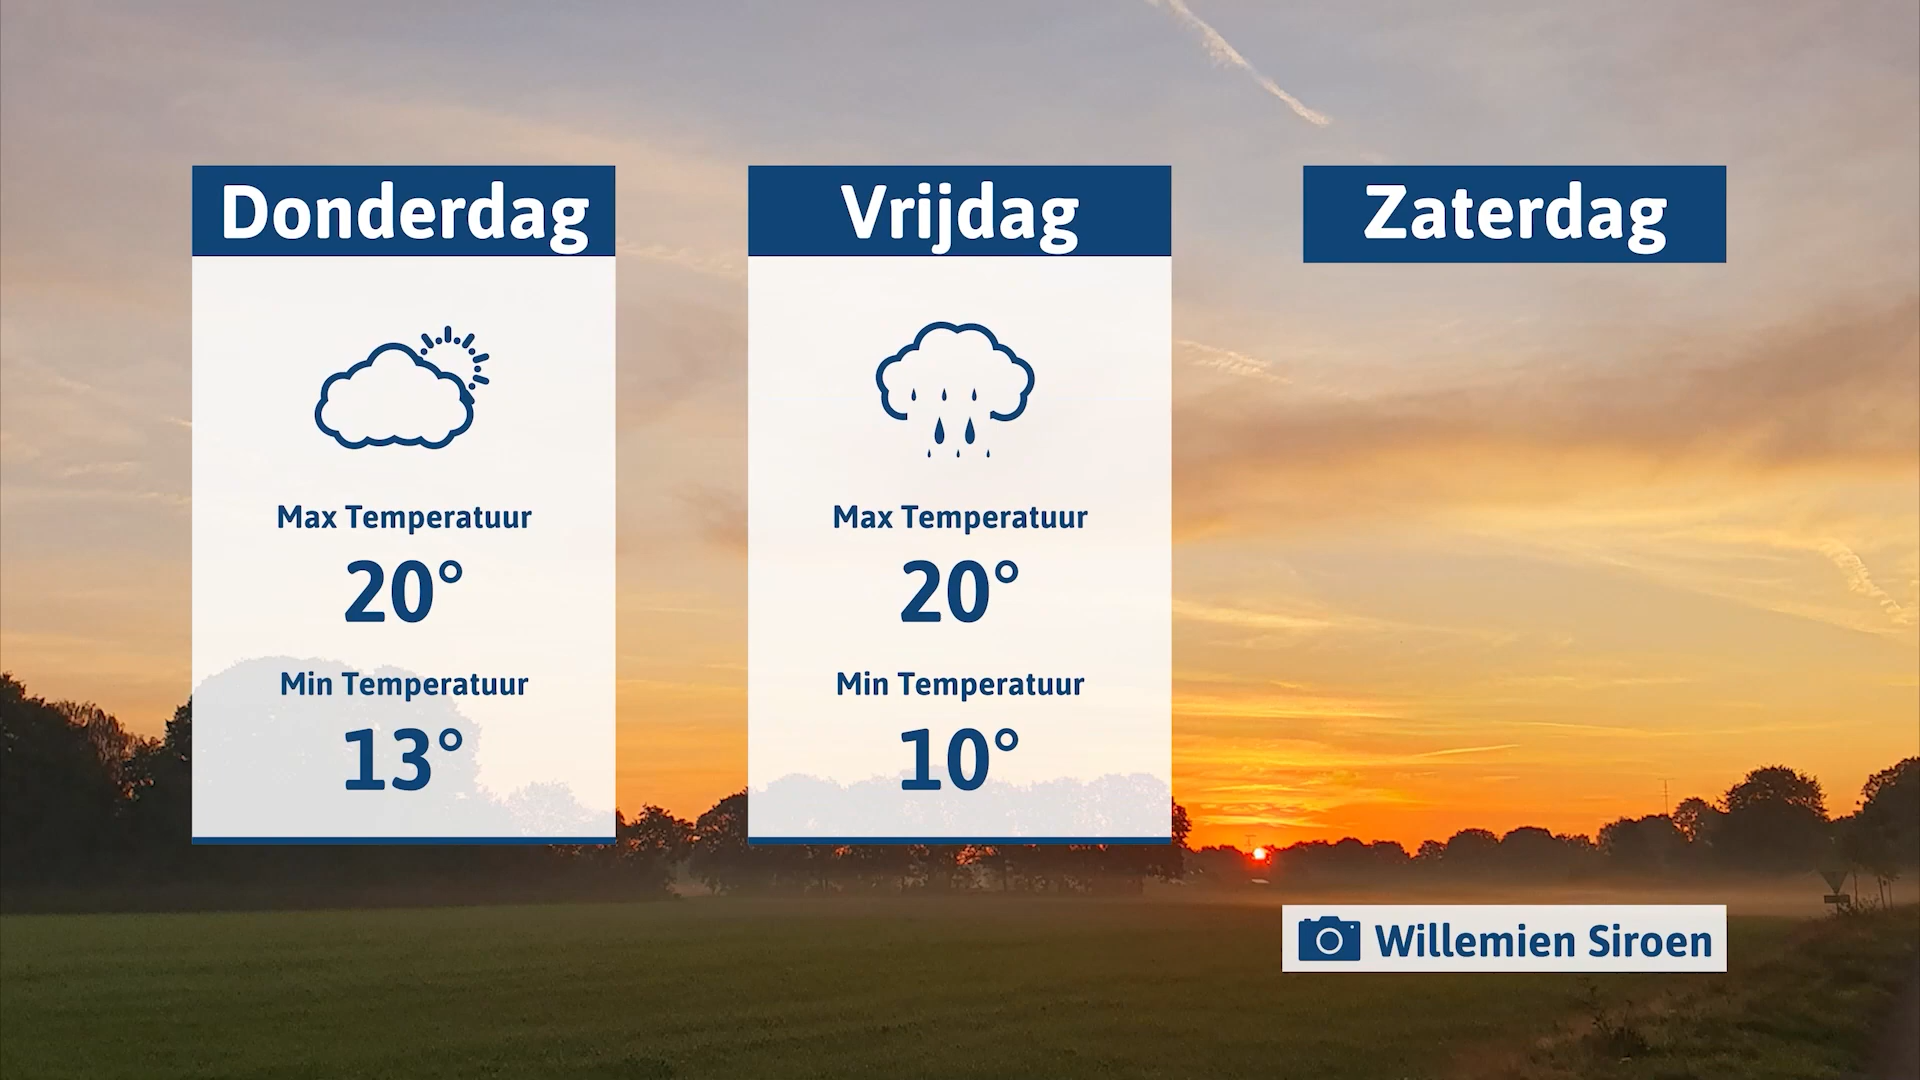 Donderdag
Max Temperatuur
20°
Min Temperatuur
13°
Vrijdag
Max Temperatuur
20°
Min Temperatuur
10°
Zaterdag
Willemien Siroen